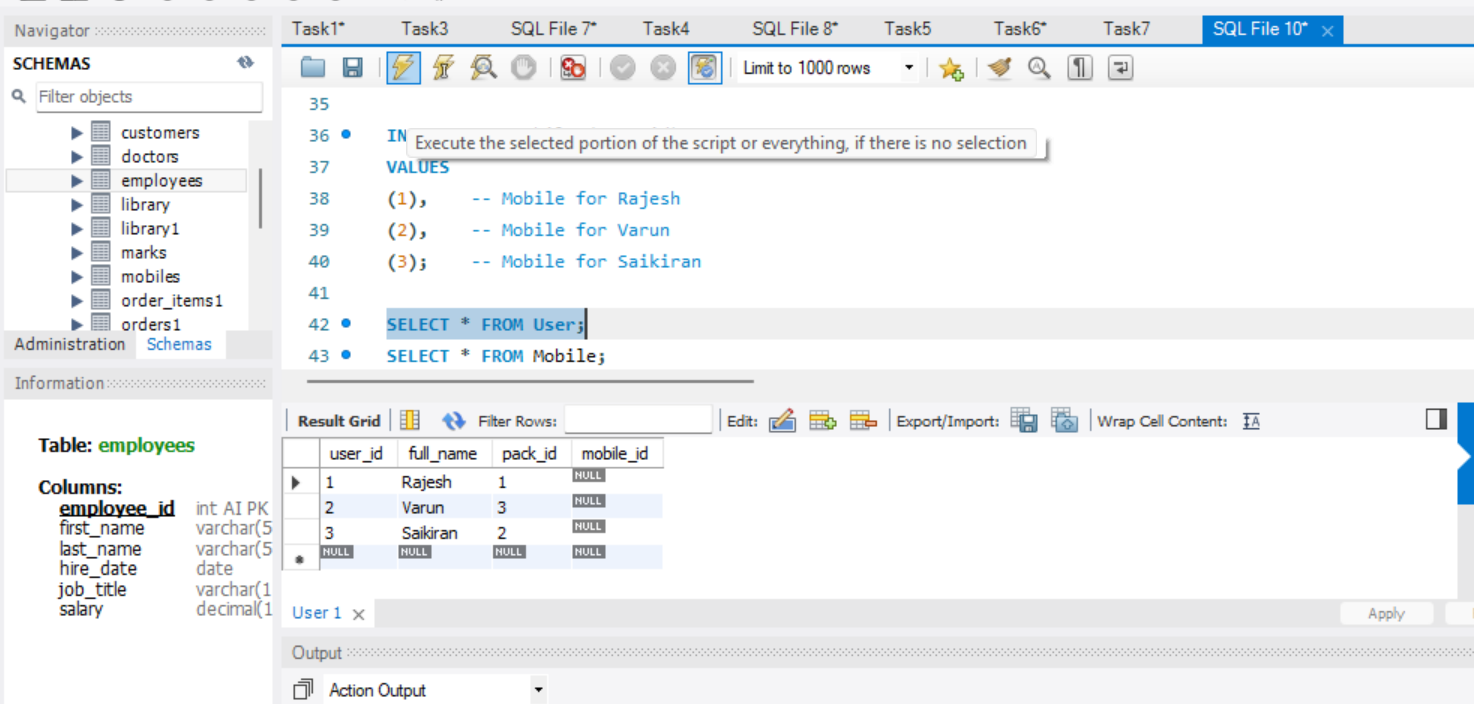 Navigator
Task1*
Task3
SQL File 7*
Task4
SQL File 8*
Task5
Task6*
Task7
SQL File 10*
SCHEMAS
Filter objects
customers
doctors
employees
library
library1
marks
mobiles
order_items1
orders1
Administration
Schemas
Limit to 1000 rows
35
36 IN
Execute the selected portion of the script or everything, if there is no selection
37 VALUES
38 (1), -- Mobile for Rajesh
39 (2), -- Mobile for Varun
40 (3); -- Mobile for Saikiran
41
42 SELECT * FROM User;
43 SELECT * FROM Mobile;
Information
Table: employees
Columns:
employee_id int AI PK
first_name varchar(5
last_name varchar(5
hire_date date
job_title varchar(1
salary decimal(1
Result Grid
Filter Rows:
Edit:
Export/Import:
Wrap Cell Content:
user_id full_name pack_id mobile_id
1 Rajesh 1 NULL
2 Varun 3 NULL
3 Saikiran 2 NULL
NULL NULL NULL NULL
User 1
Apply
Output
Action Output